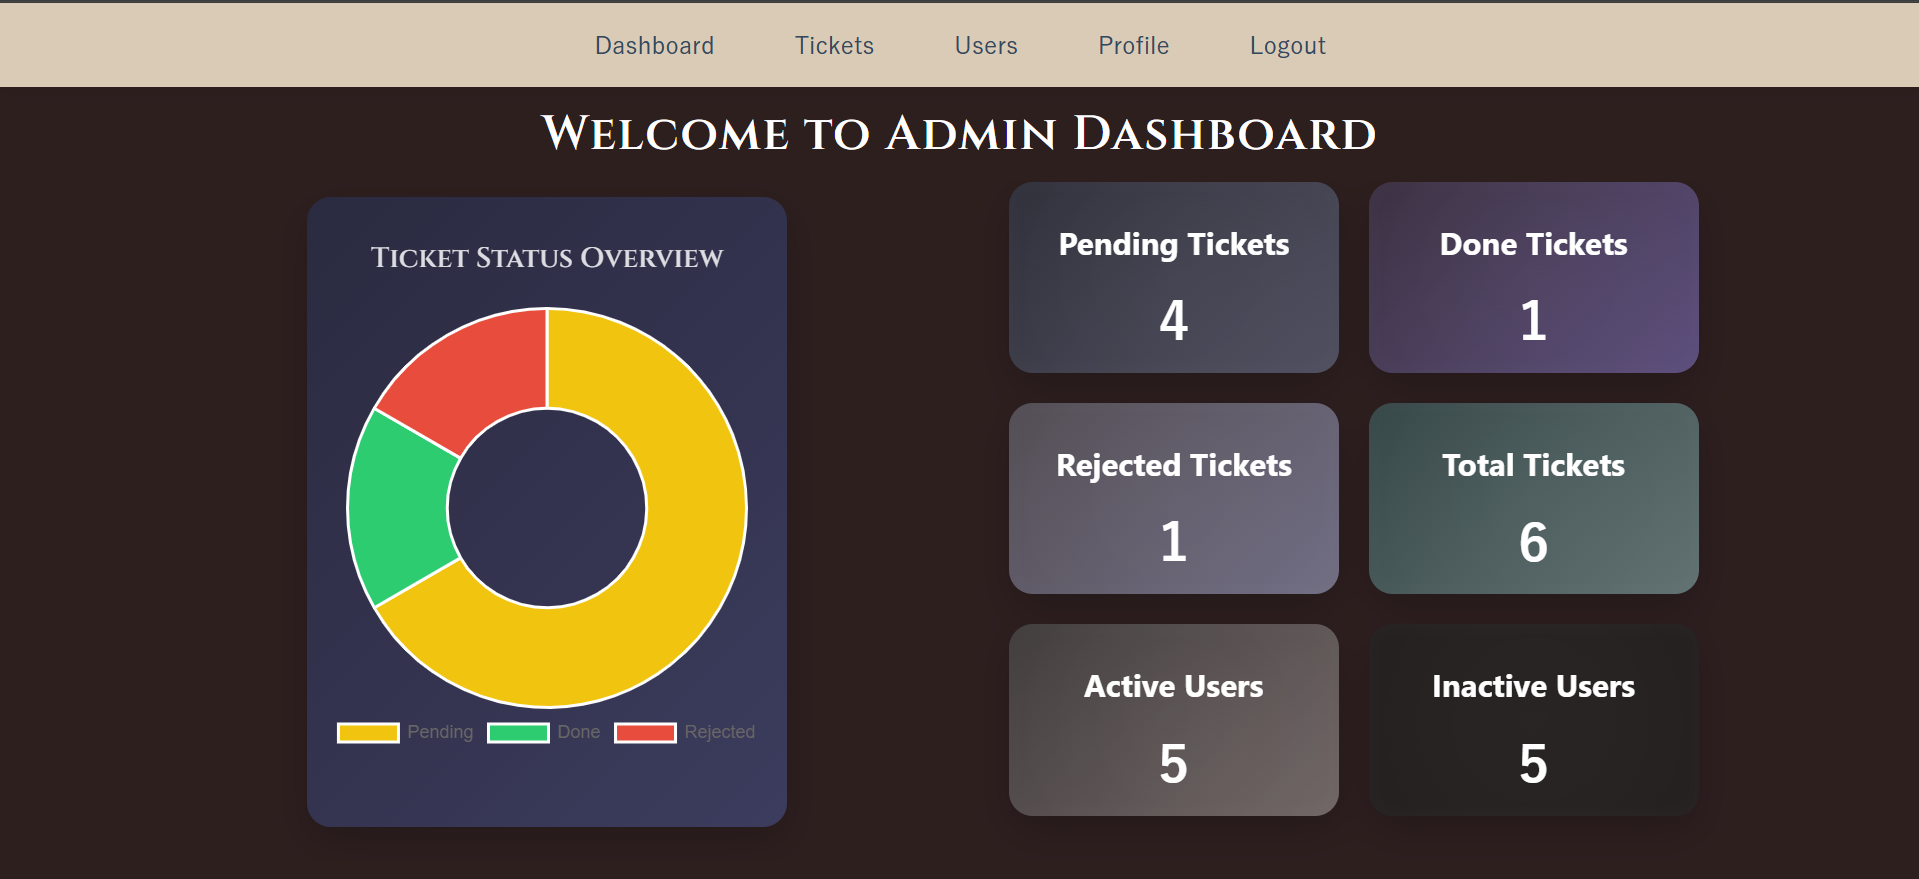 Dashboard Tickets Users Profile Logout
Welcome to Admin Dashboard
Ticket Status Overview
Pending Done Rejected
Pending Tickets
4
Done Tickets
1
Rejected Tickets
1
Total Tickets
6
Active Users
5
Inactive Users
5